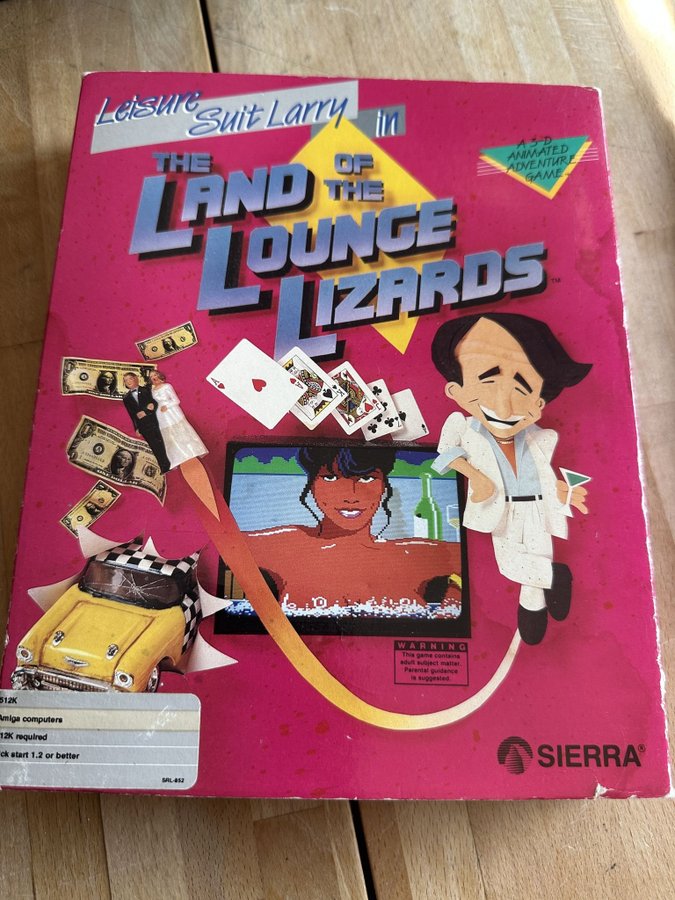 Leisure
Suit Larry in
THE LAND OF THE
LOUNGE
LIZARDS™
A 3-D
ANIMATED
ADVENTURE
GAME
WARNING
This game contains
adult subject matter.
Parental guidance
is suggested.
512K
Amiga computers
12K required
ck start 1.2 or better
SRL-852
SIERRA®